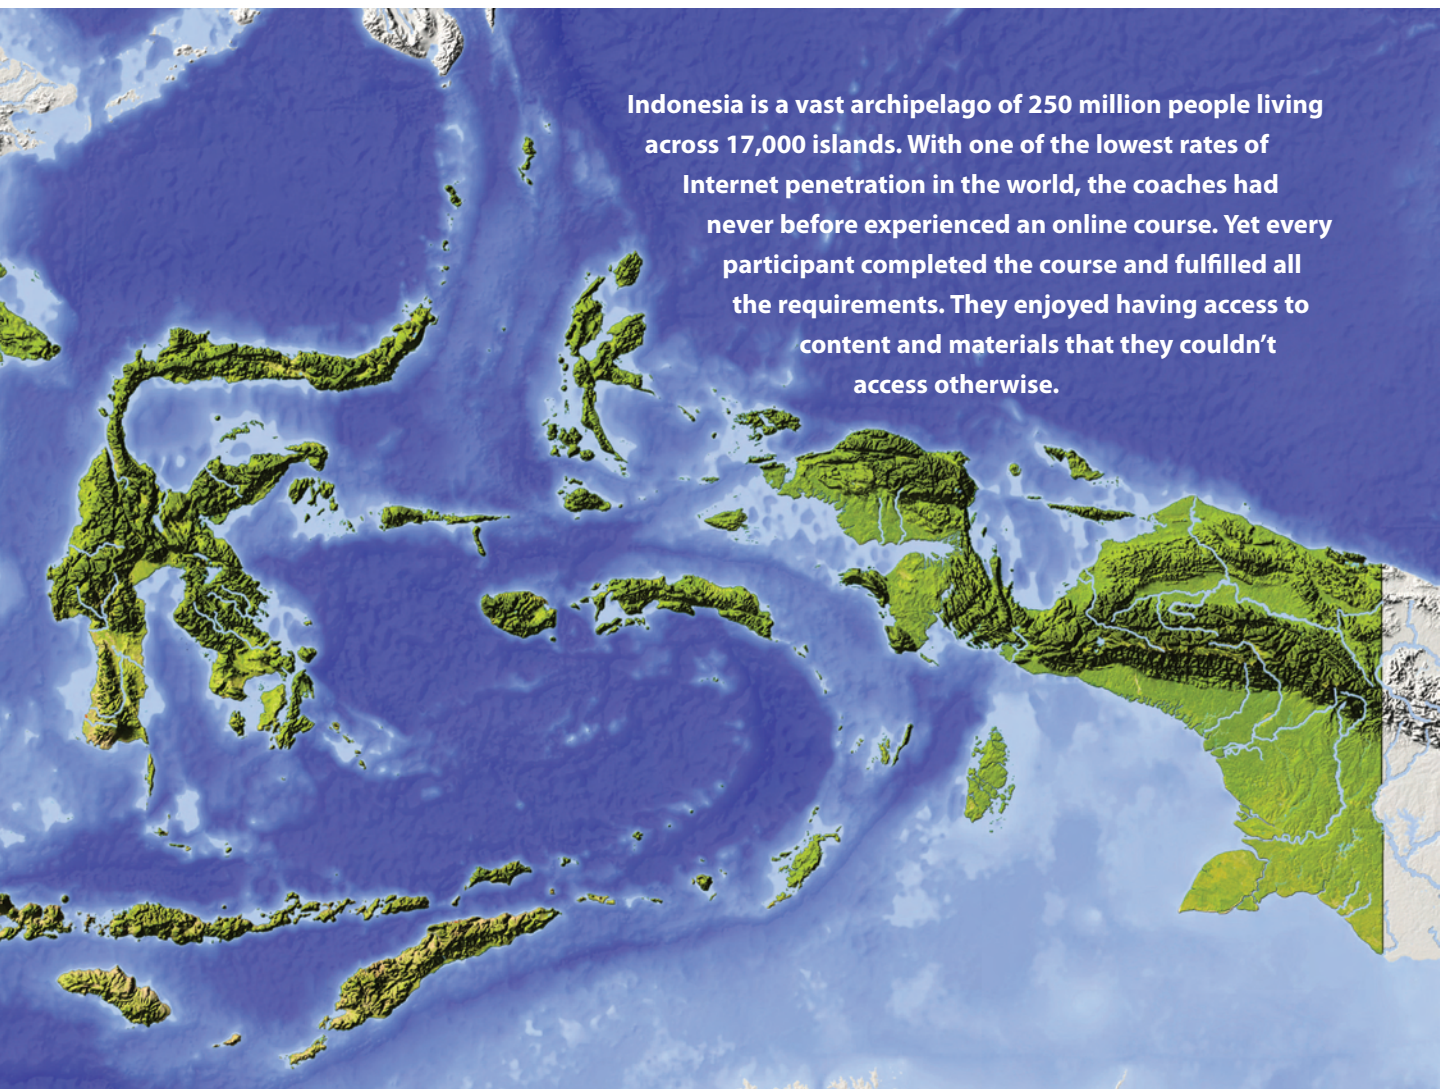 Indonesia is a vast archipelago of 250 million people living
across 17,000 islands. With one of the lowest rates of
Internet penetration in the world, the coaches had
never before experienced an online course. Yet every
participant completed the course and fulfilled all
the requirements. They enjoyed having access to
content and materials that they couldn’t
access otherwise.